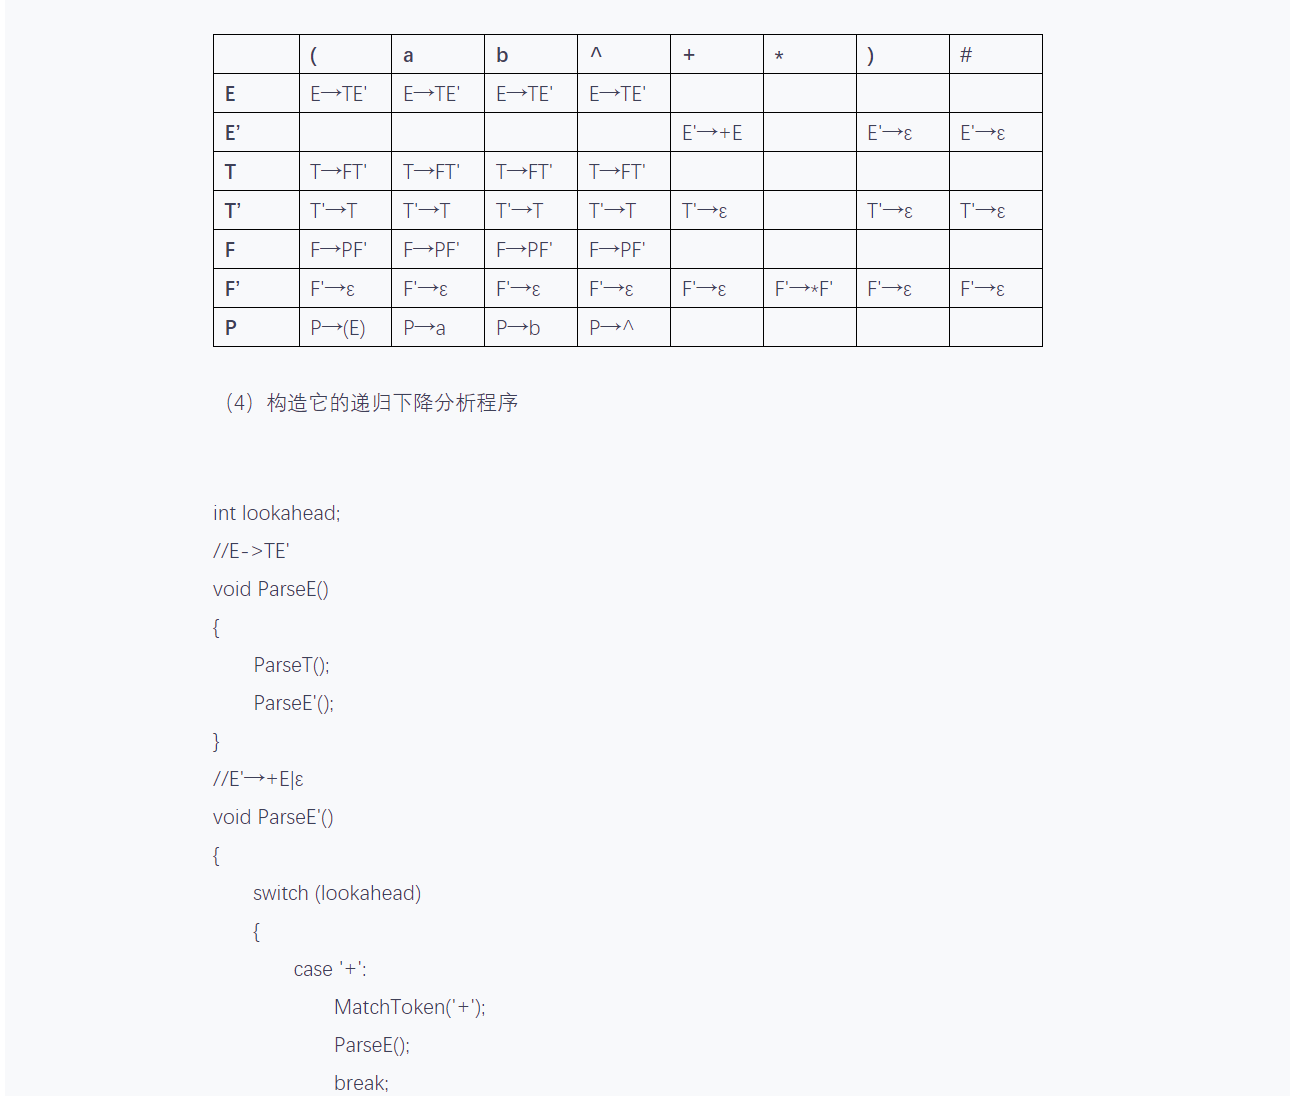 ( a b ^ + * ) #
E E→TE' E→TE' E→TE' E→TE'
E’ E'→+E E'→ε E'→ε
T T→FT' T→FT' T→FT' T→FT'
T’ T'→T T'→T T'→T T'→T T'→ε T'→ε T'→ε
F F→PF' F→PF' F→PF' F→PF'
F’ F'→ε F'→ε F'→ε F'→ε F'→ε F'→*F' F'→ε F'→ε
P P→(E) P→a P→b P→^
（4）构造它的递归下降分析程序
int lookahead;
//E->TE'
void ParseE()
{
ParseT();
ParseE'();
}
//E'→+E|ε
void ParseE'()
{
switch (lookahead)
{
case '+':
MatchToken('+');
ParseE();
break;